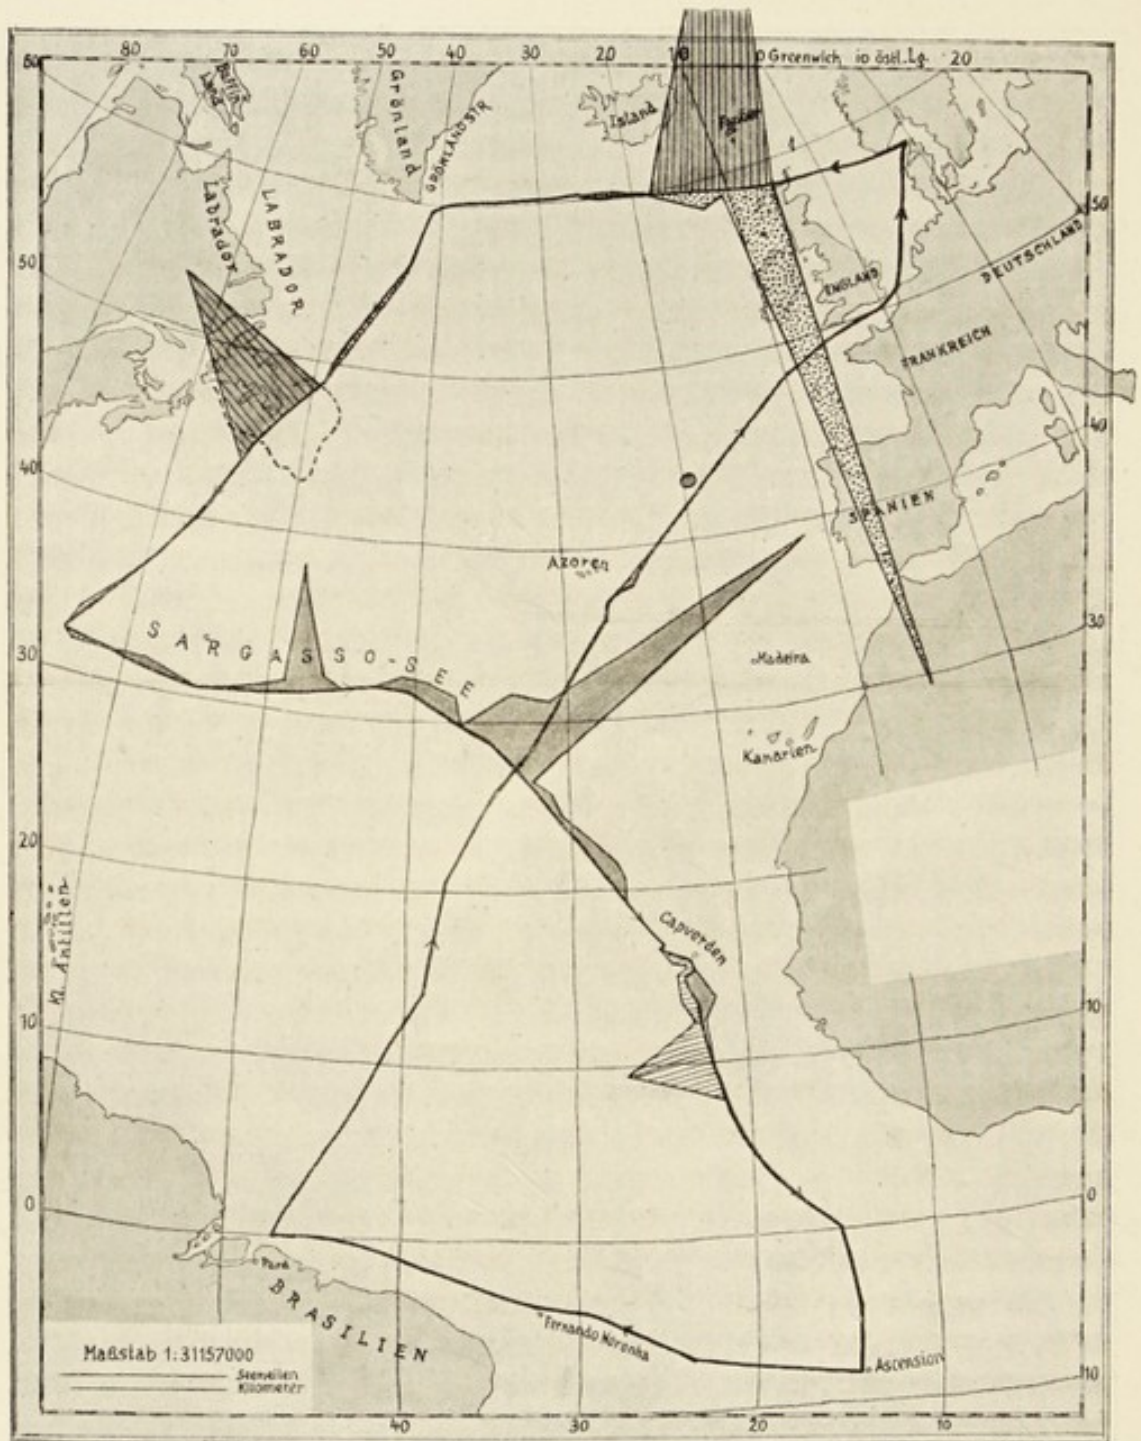 80 70 60 50 40 30 20 10 0 Greenwich 10 östl. Lg. 20
60
Baffin
Land
Grönland
GRÖNLAND STR
Island
Labrador
LABRADOR
50
50
ENGLAND
DEUTSCHLAND
FRANKREICH
40
40
SPANIEN
Azoren
30
30
SARGASSO-SEE
Madeira
Kanarien
20
Kl. Antillen
Capverden
10
10
0
0
Pará
BRASILIEN
Fernando Noronha
Ascension
Maßstab 1:31157000
Seemeilen
Kilometer
10
40 30 20 10